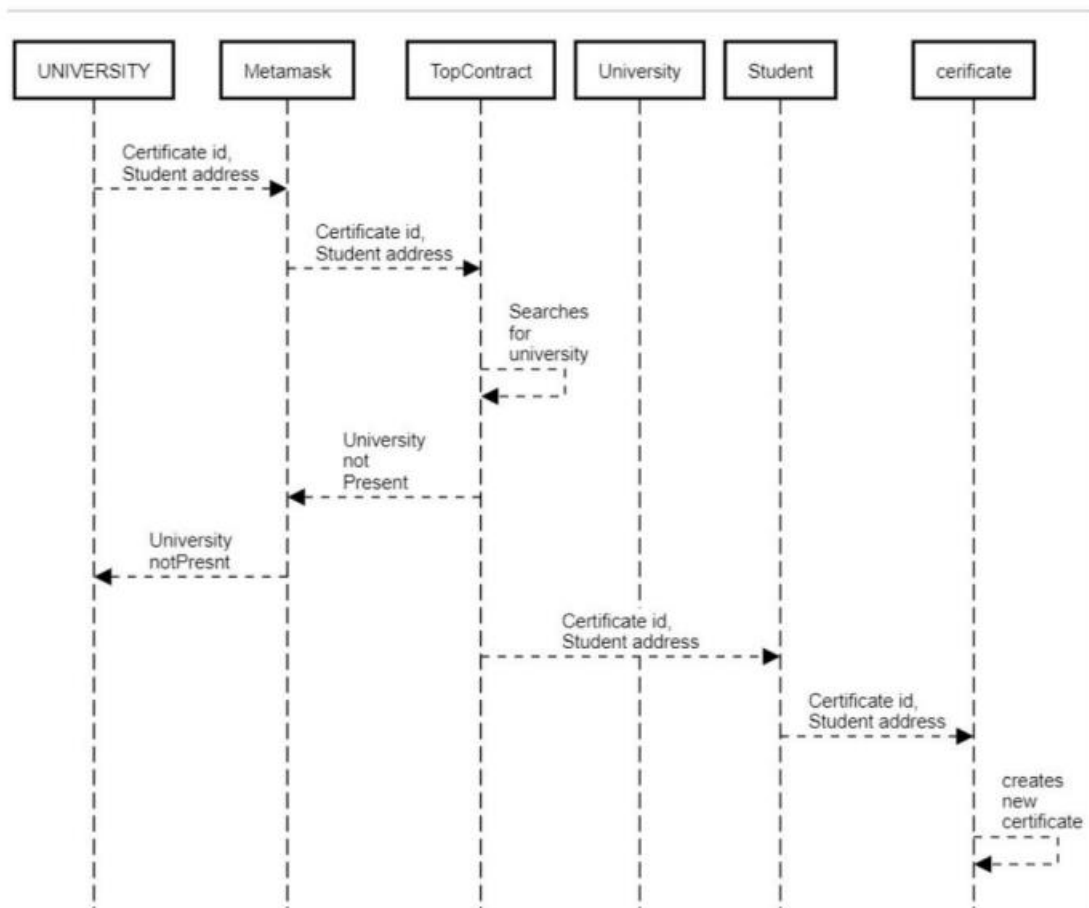 UNIVERSITY
Metamask
TopContract
University
Student
cerificate
Certificate id,
Student address
Certificate id,
Student address
Searches
for
university
University
not
Present
University
notPresnt
Certificate id,
Student address
Certificate id,
Student address
creates
new
certificate